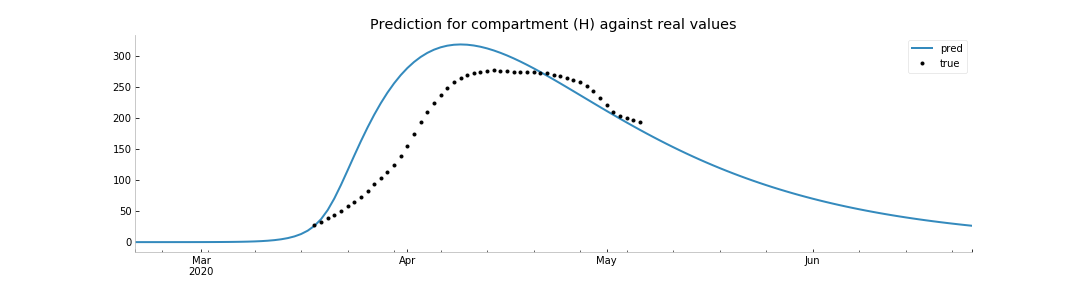 Prediction for compartment (H) against real values
pred
true
300
250
200
150
100
50
0
Mar
2020
Apr
May
Jun